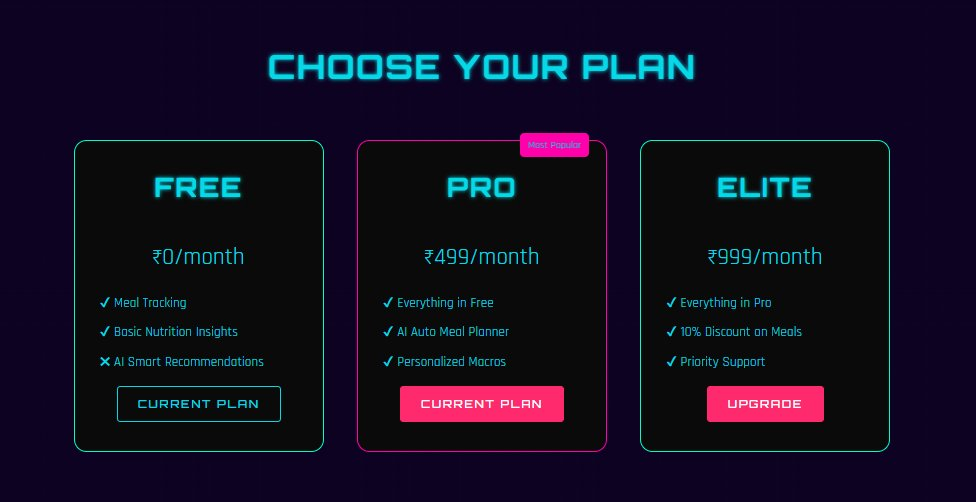 CHOOSE YOUR PLAN
Most Popular
FREE
₹0/month
✔ Meal Tracking
✔ Basic Nutrition Insights
✕ AI Smart Recommendations
CURRENT PLAN
PRO
₹499/month
✔ Everything in Free
✔ AI Auto Meal Planner
✔ Personalized Macros
CURRENT PLAN
ELITE
₹999/month
✔ Everything in Pro
✔ 10% Discount on Meals
✔ Priority Support
UPGRADE